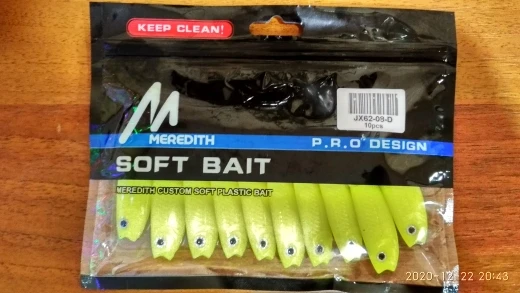 KEEP CLEAN!
JX62-09-D
10pcs
MEREDITH
P.R.O DESIGN
SOFT BAIT
MEREDITH CUSTOM SOFT PLASTIC BAIT
2020-12-22 20:43